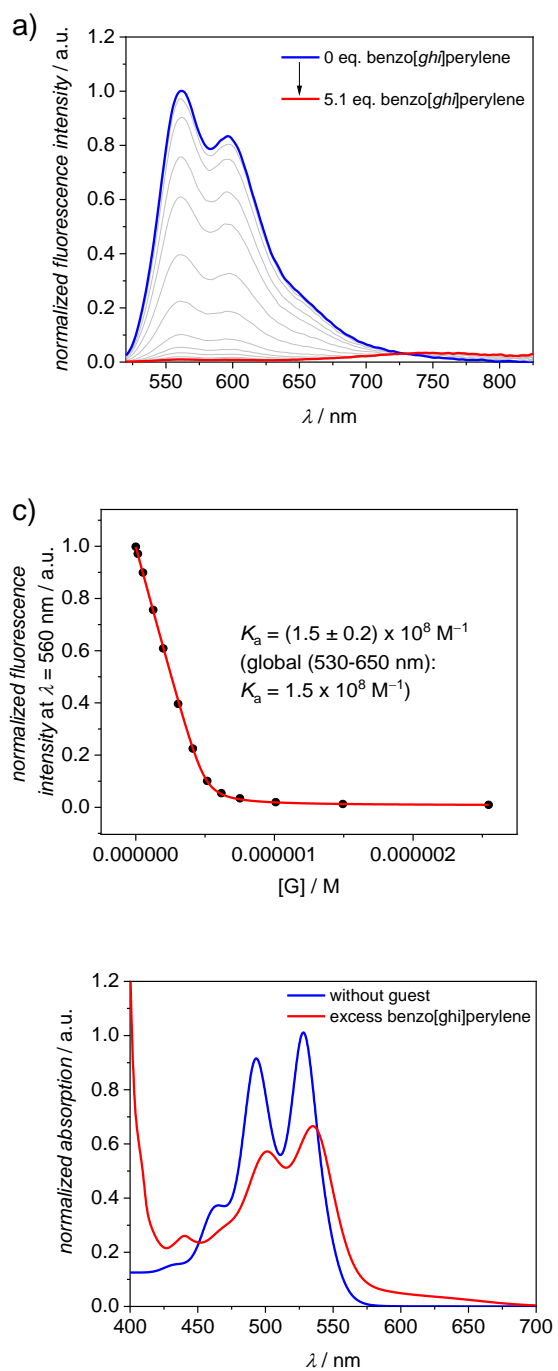 a)
normalized fluorescence intensity / a.u.
1.2
1.0
0.8
0.6
0.4
0.2
0.0
0 eq. benzo[ghi]perylene
5.1 eq. benzo[ghi]perylene
550 600 650 700 750 800
λ / nm
c)
normalized fluorescence
intensity at λ = 560 nm / a.u.
1.0
0.8
0.6
0.4
0.2
0.0
Kₐ = (1.5 ± 0.2) x 10⁸ M⁻¹
(global (530-650 nm):
Kₐ = 1.5 x 10⁸ M⁻¹)
0.000000 0.000001 0.000002
[G] / M
normalized absorption / a.u.
1.2
1.0
0.8
0.6
0.4
0.2
0.0
without guest
excess benzo[ghi]perylene
400 450 500 550 600 650 700
λ / nm